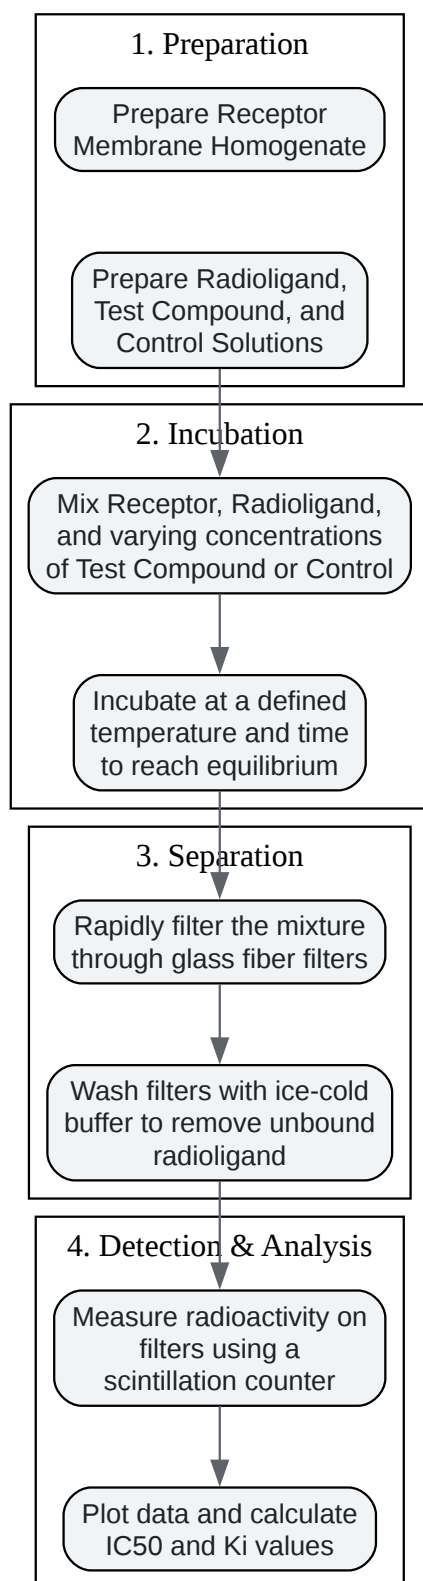 1. Preparation
Prepare Receptor
Membrane Homogenate
Prepare Radioligand,
Test Compound, and
Control Solutions
2. Incubation
Mix Receptor, Radioligand,
and varying concentrations
of Test Compound or Control
Incubate at a defined
temperature and time
to reach equilibrium
3. Separation
Rapidly filter the mixture
through glass fiber filters
Wash filters with ice-cold
buffer to remove unbound
radioligand
4. Detection & Analysis
Measure radioactivity on
filters using a
scintillation counter
Plot data and calculate
IC50 and Ki values